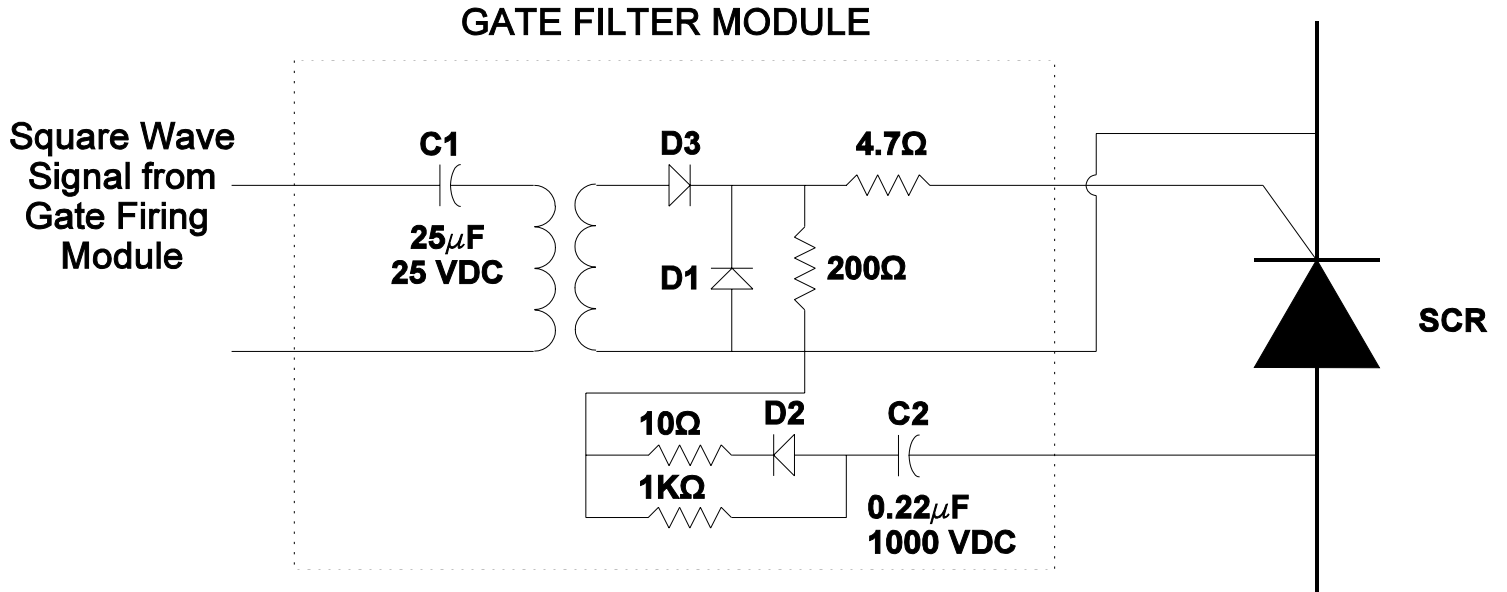 GATE FILTER MODULE
Square Wave
Signal from
Gate Firing
Module
C1
25μF
25 VDC
D3
4.7Ω
D1
200Ω
SCR
10Ω
D2
C2
1KΩ
0.22μF
1000 VDC